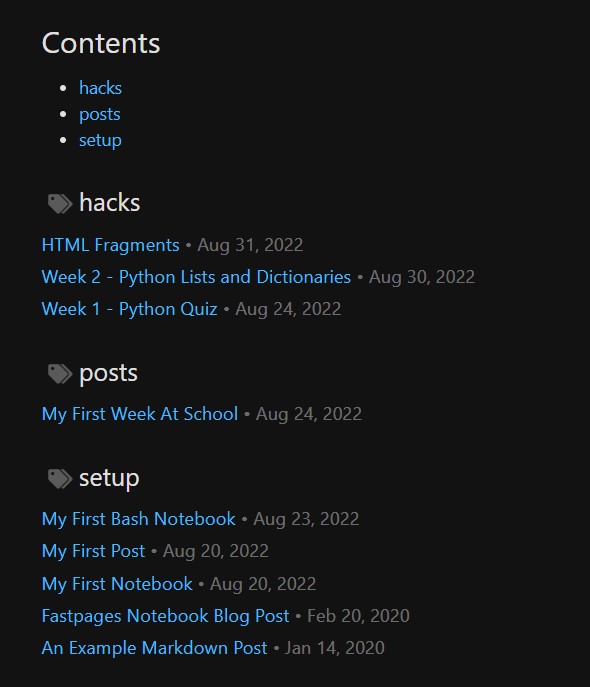 Contents
• hacks
• posts
• setup
hacks
HTML Fragments • Aug 31, 2022
Week 2 - Python Lists and Dictionaries • Aug 30, 2022
Week 1 - Python Quiz • Aug 24, 2022
posts
My First Week At School • Aug 24, 2022
setup
My First Bash Notebook • Aug 23, 2022
My First Post • Aug 20, 2022
My First Notebook • Aug 20, 2022
Fastpages Notebook Blog Post • Feb 20, 2020
An Example Markdown Post • Jan 14, 2020